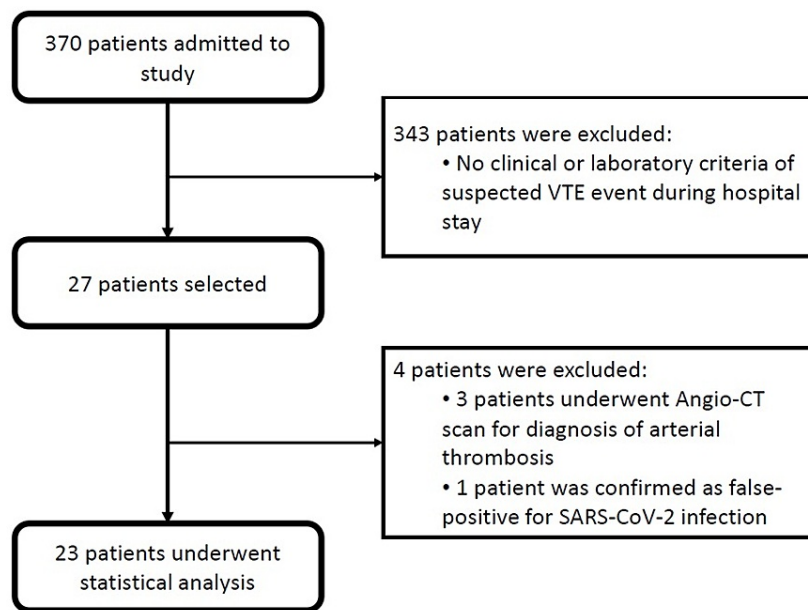 370 patients admitted to
study
343 patients were excluded:
• No clinical or laboratory criteria of
suspected VTE event during hospital
stay
27 patients selected
4 patients were excluded:
• 3 patients underwent Angio-CT
scan for diagnosis of arterial
thrombosis
• 1 patient was confirmed as false-
positive for SARS-CoV-2 infection
23 patients underwent
statistical analysis